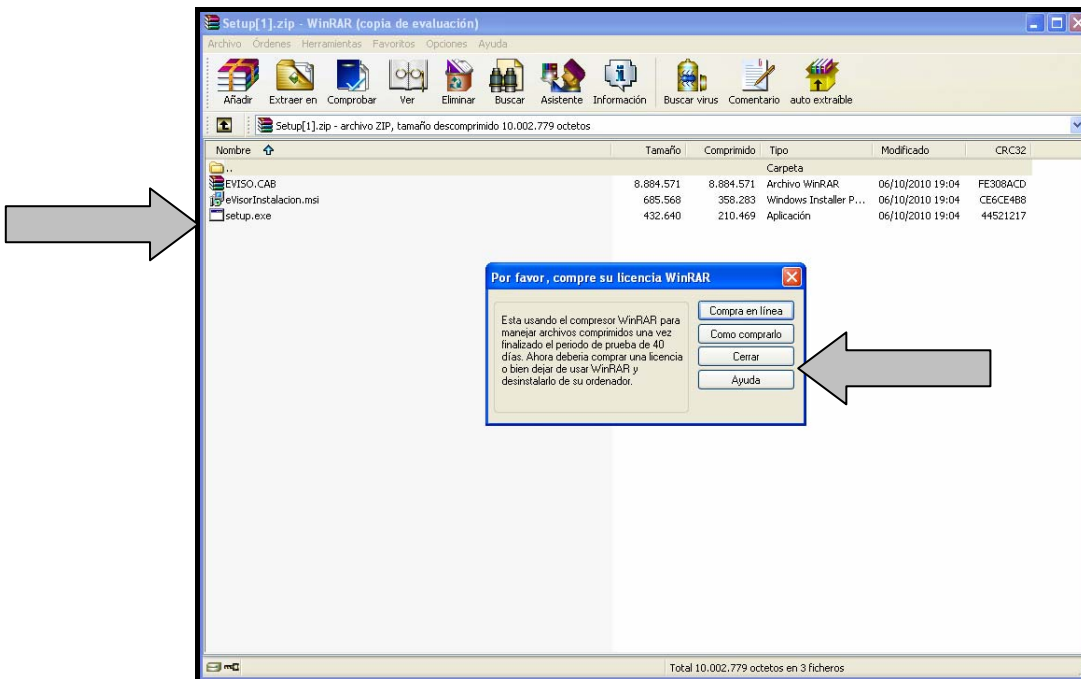 Setup[1].zip - WinRAR (copia de evaluación)
Archivo Órdenes Herramientas Favoritos Opciones Ayuda
Añadir Extraer en Comprobar Ver Eliminar Buscar Asistente Información Buscar virus Comentario auto extraíble
Setup[1].zip - archivo ZIP, tamaño descomprimido 10.002.779 octetos
Nombre Tamaño Comprimido Tipo Modificado CRC32
.. Carpeta
EVISO.CAB 8.884.571 8.884.571 Archivo WinRAR 06/10/2010 19:04 FE308ACD
eVisorInstalacion.msi 685.568 358.283 Windows Installer P... 06/10/2010 19:04 CE6CE4B8
setup.exe 432.640 210.469 Aplicación 06/10/2010 19:04 44521217
Por favor, compre su licencia WinRAR
Esta usando el compresor WinRAR para
manejar archivos comprimidos una vez
finalizado el periodo de prueba de 40
días. Ahora deberia comprar una licencia
o bien dejar de usar WinRAR y
desinstalarlo de su ordenador.
Compra en línea
Como comprarlo
Cerrar
Ayuda
Total 10.002.779 octetos en 3 ficheros